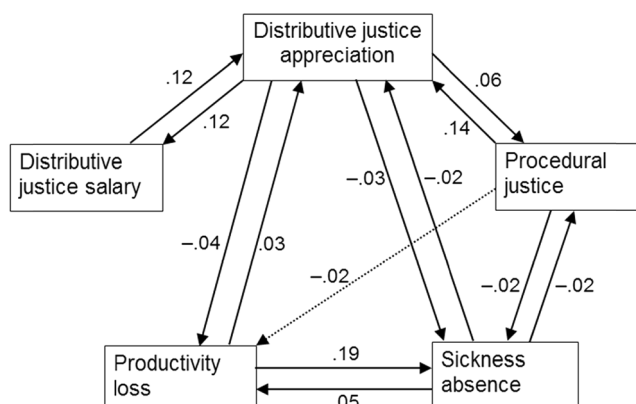 Distributive justice
appreciation
.12
.06
.12
.14
Distributive
justice salary
Procedural
justice
–.03
–.02
–.04
.03
–.02
–.02
–.02
Productivity
loss
.19
Sickness
absence
.05